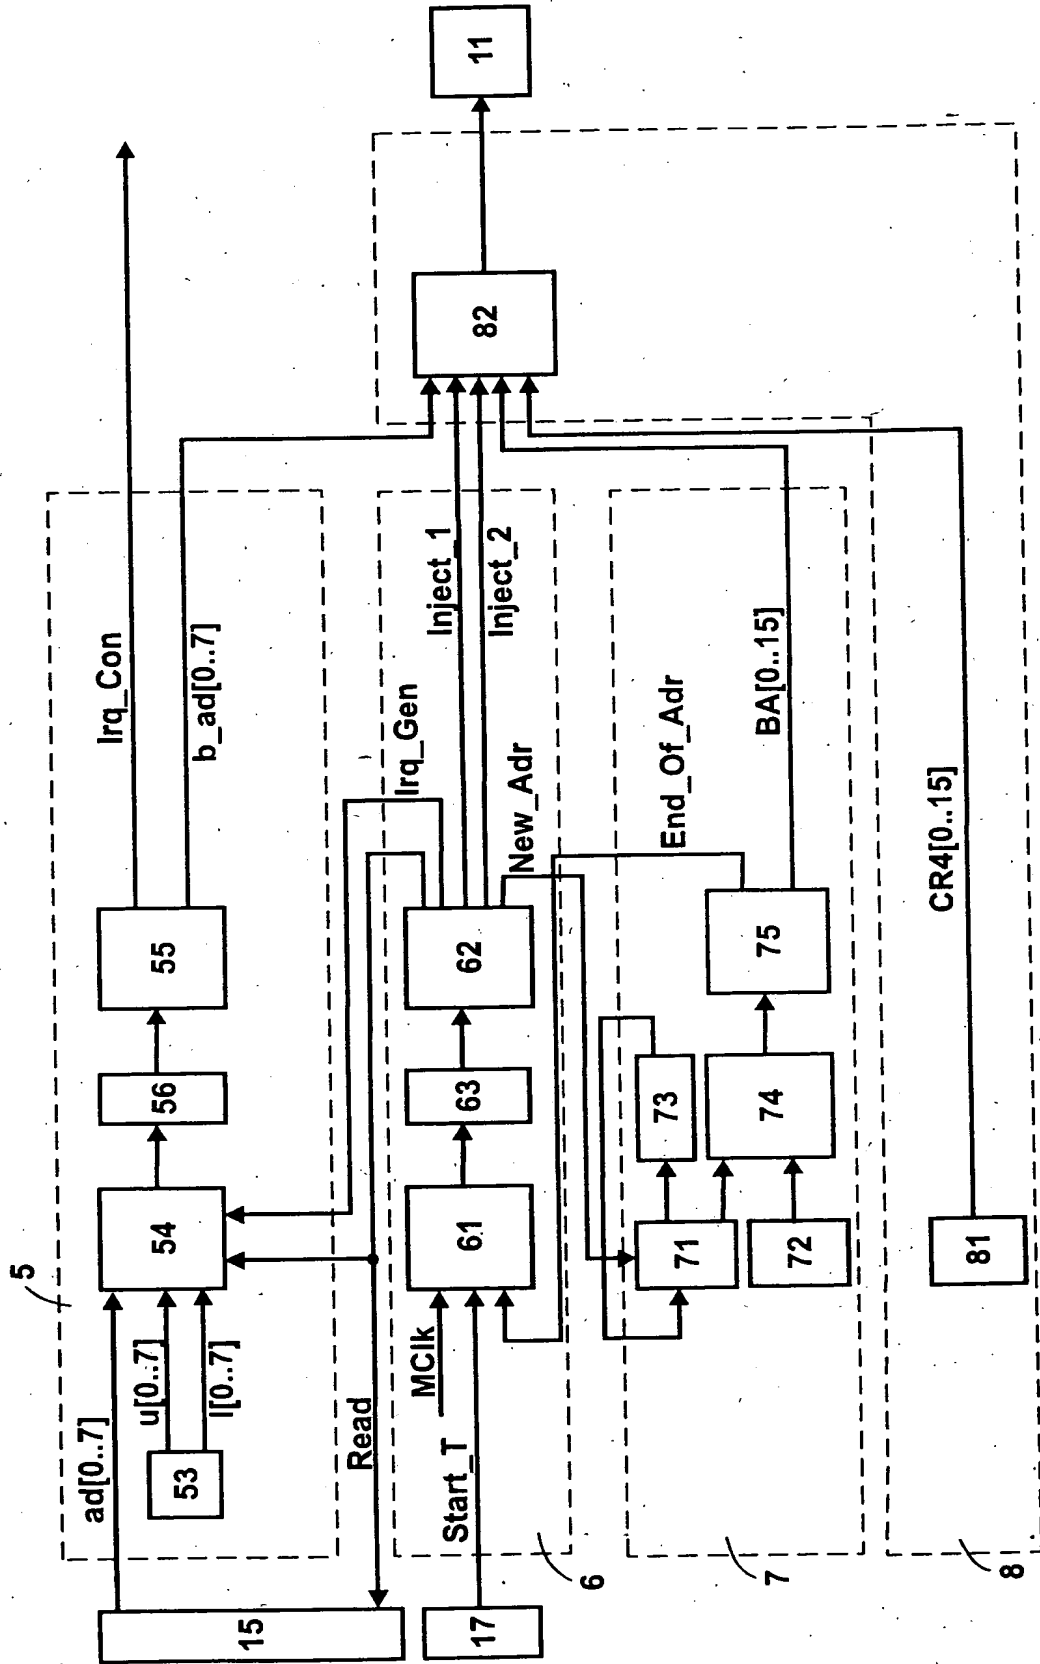 5
ad[0..7]
u[0..7]
l[0..7]
15
53
54
56
55
Irq_Con
b_ad[0..7]
Read
Irq_Gen
17
Start_T
MClk
61
63
62
Inject_1
Inject_2
New_Adr
6
71
72
73
74
75
End_Of_Adr
BA[0..15]
7
81
CR4[0..15]
8
82
11